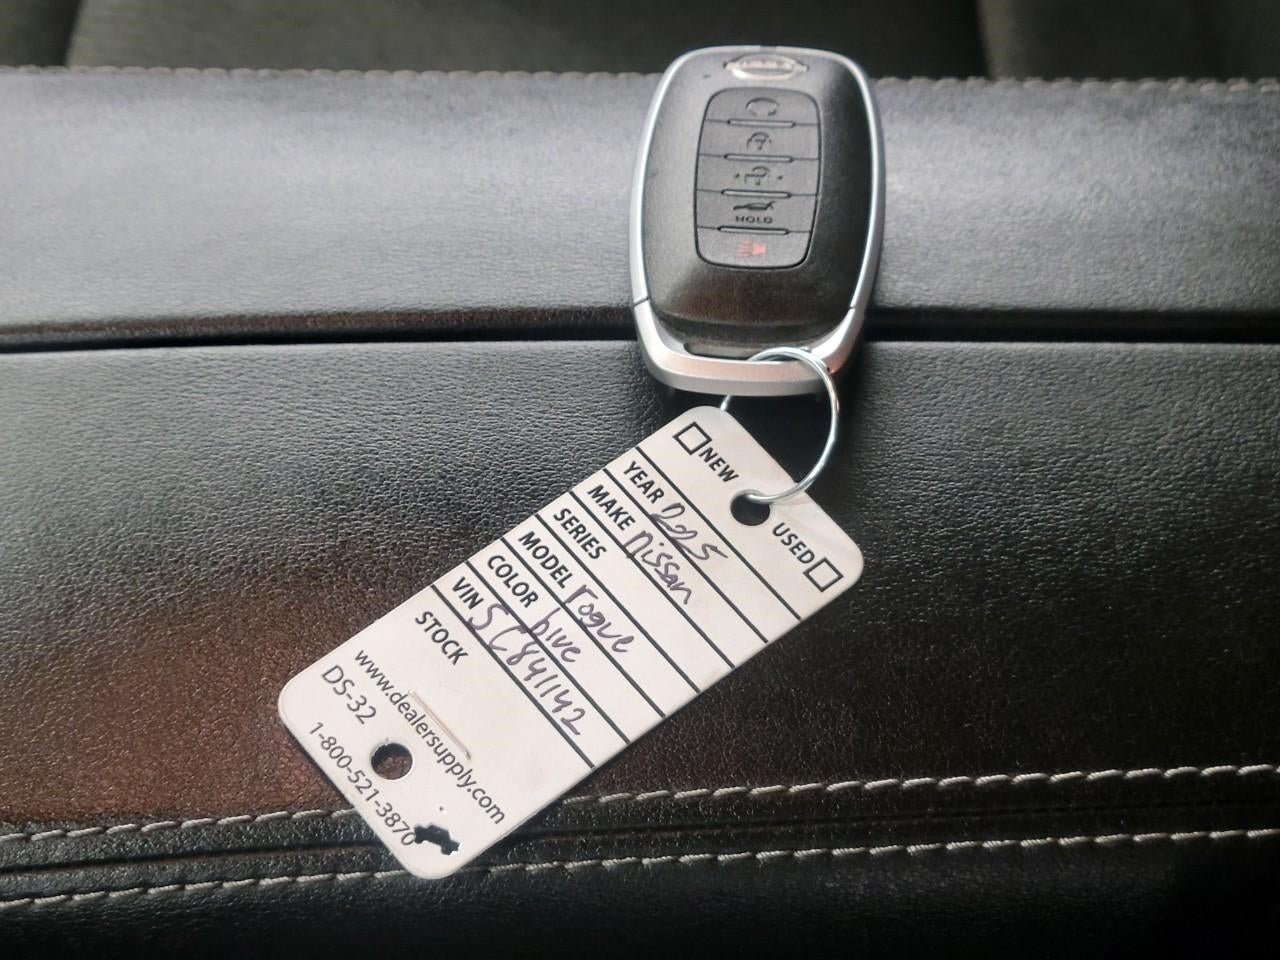 NISSAN
HOLD
NEW
USED
YEAR 2025
MAKE Nissan
SERIES
MODEL rogue
COLOR blue
VIN SC841142
STOCK
www.dealersupply.com
DS-32
1-800-521-3870